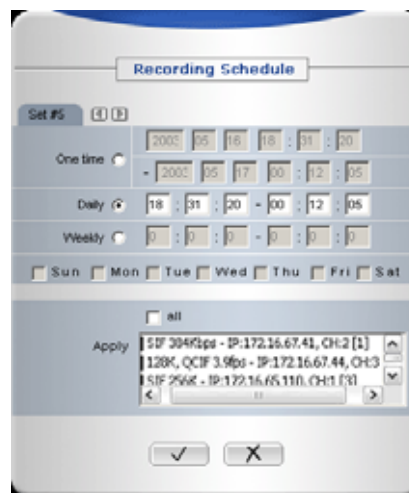 Recording Schedule
Set #5
One time 2003 05 16 18 : 31 : 20
- 2003 05 17 00 : 12 : 05
Daily 18 : 31 : 20 - 00 : 12 : 05
Weekly 0 : 0 : 0 - 0 : 0 : 0
Sun Mon Tue Wed Thu Fri Sat
all
Apply
SIF 384Kbps - IP:172.16.67.41, CH:2 [1]
128K, QCIF 3.9fps - IP:172.16.67.44, CH:3
SIF 256K - IP:172.16.65.110, CH:1 [3]